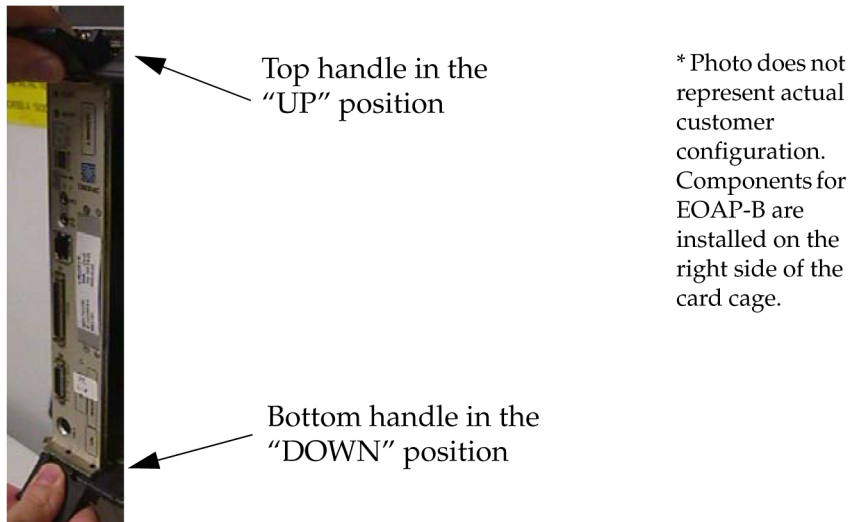 Top handle in the
“UP” position
* Photo does not
represent actual
customer
configuration.
Components for
EOAP-B are
installed on the
right side of the
card cage.
Bottom handle in the
“DOWN” position